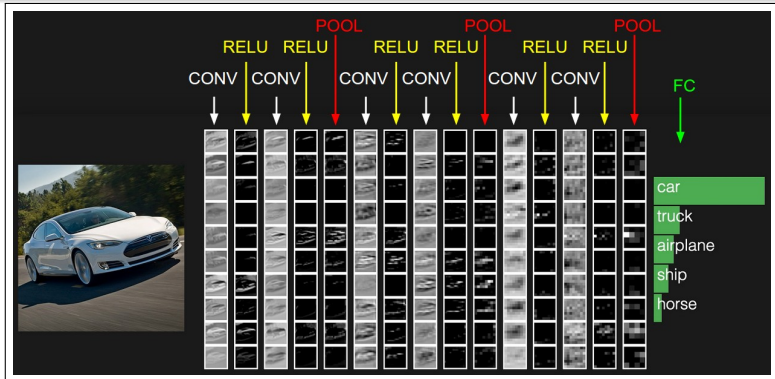 POOL POOL POOL
RELU RELU RELU RELU RELU RELU
CONV CONV CONV CONV CONV CONV
FC
car
truck
airplane
ship
horse